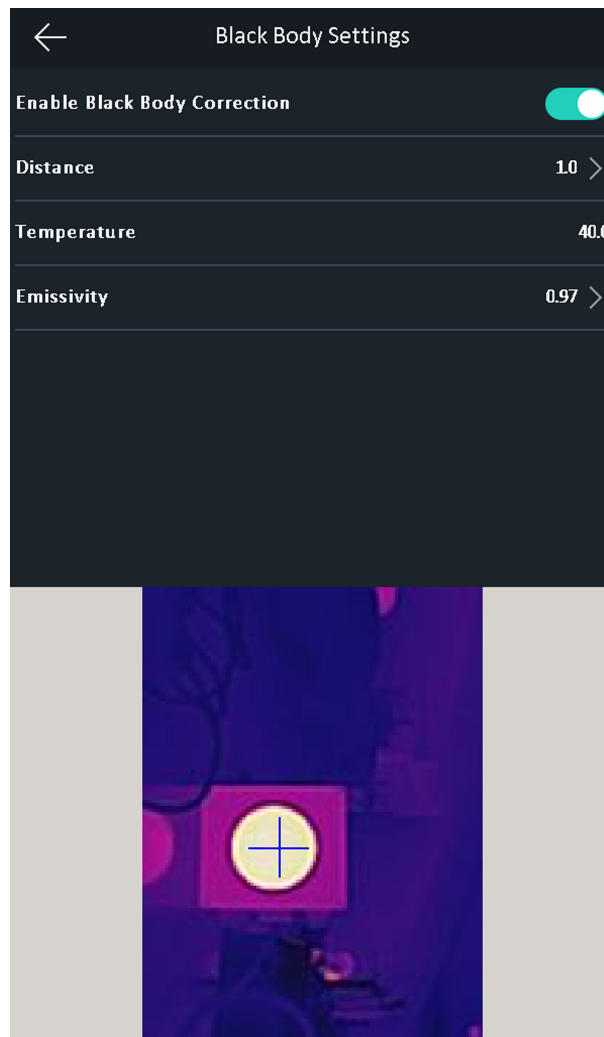 Black Body Settings
Enable Black Body Correction
Distance 1.0
Temperature
Emissivity 0.97